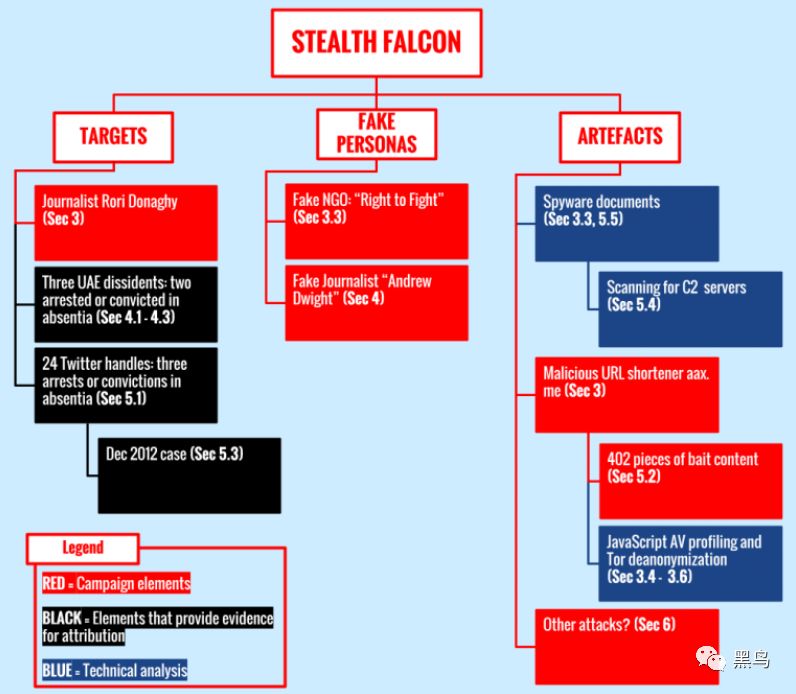 STEALTH FALCON
TARGETS
Journalist Rori Donaghy
(Sec 3)
Three UAE dissidents: two
arrested or convicted in
absentia (Sec 4.1 - 4.3)
24 Twitter handles: three
arrests or convictions in
absentia (Sec 5.1)
Dec 2012 case (Sec 5.3)
FAKE
PERSONAS
Fake NGO: “Right to Fight”
(Sec 3.3)
Fake Journalist “Andrew
Dwight” (Sec 4)
ARTEFACTS
Spyware documents
(Sec 3.3, 5.5)
Scanning for C2 servers
(Sec 5.4)
Malicious URL shortener aax.
me (Sec 3)
402 pieces of bait content
(Sec 5.2)
JavaScript AV profiling and
Tor deanonymization
(Sec 3.4 - 3.6)
Other attacks? (Sec 6)
Legend
RED = Campaign elements
BLACK = Elements that provide evidence
for attribution
BLUE = Technical analysis
黑鸟